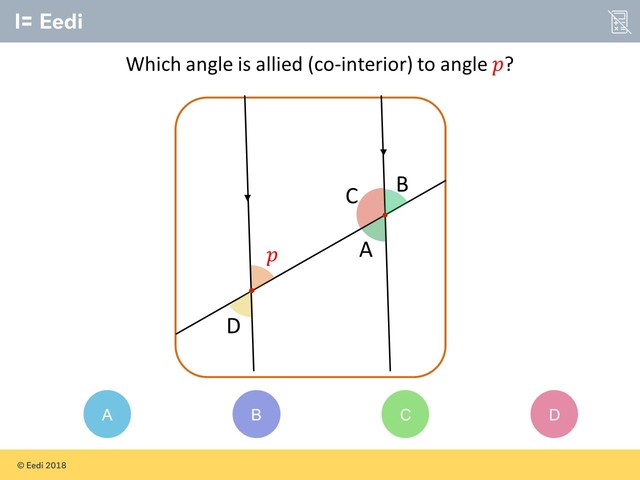 I= Eedi
Which angle is allied (co-interior) to angle p?
B
C
A
p
D
A B C D
© Eedi 2018